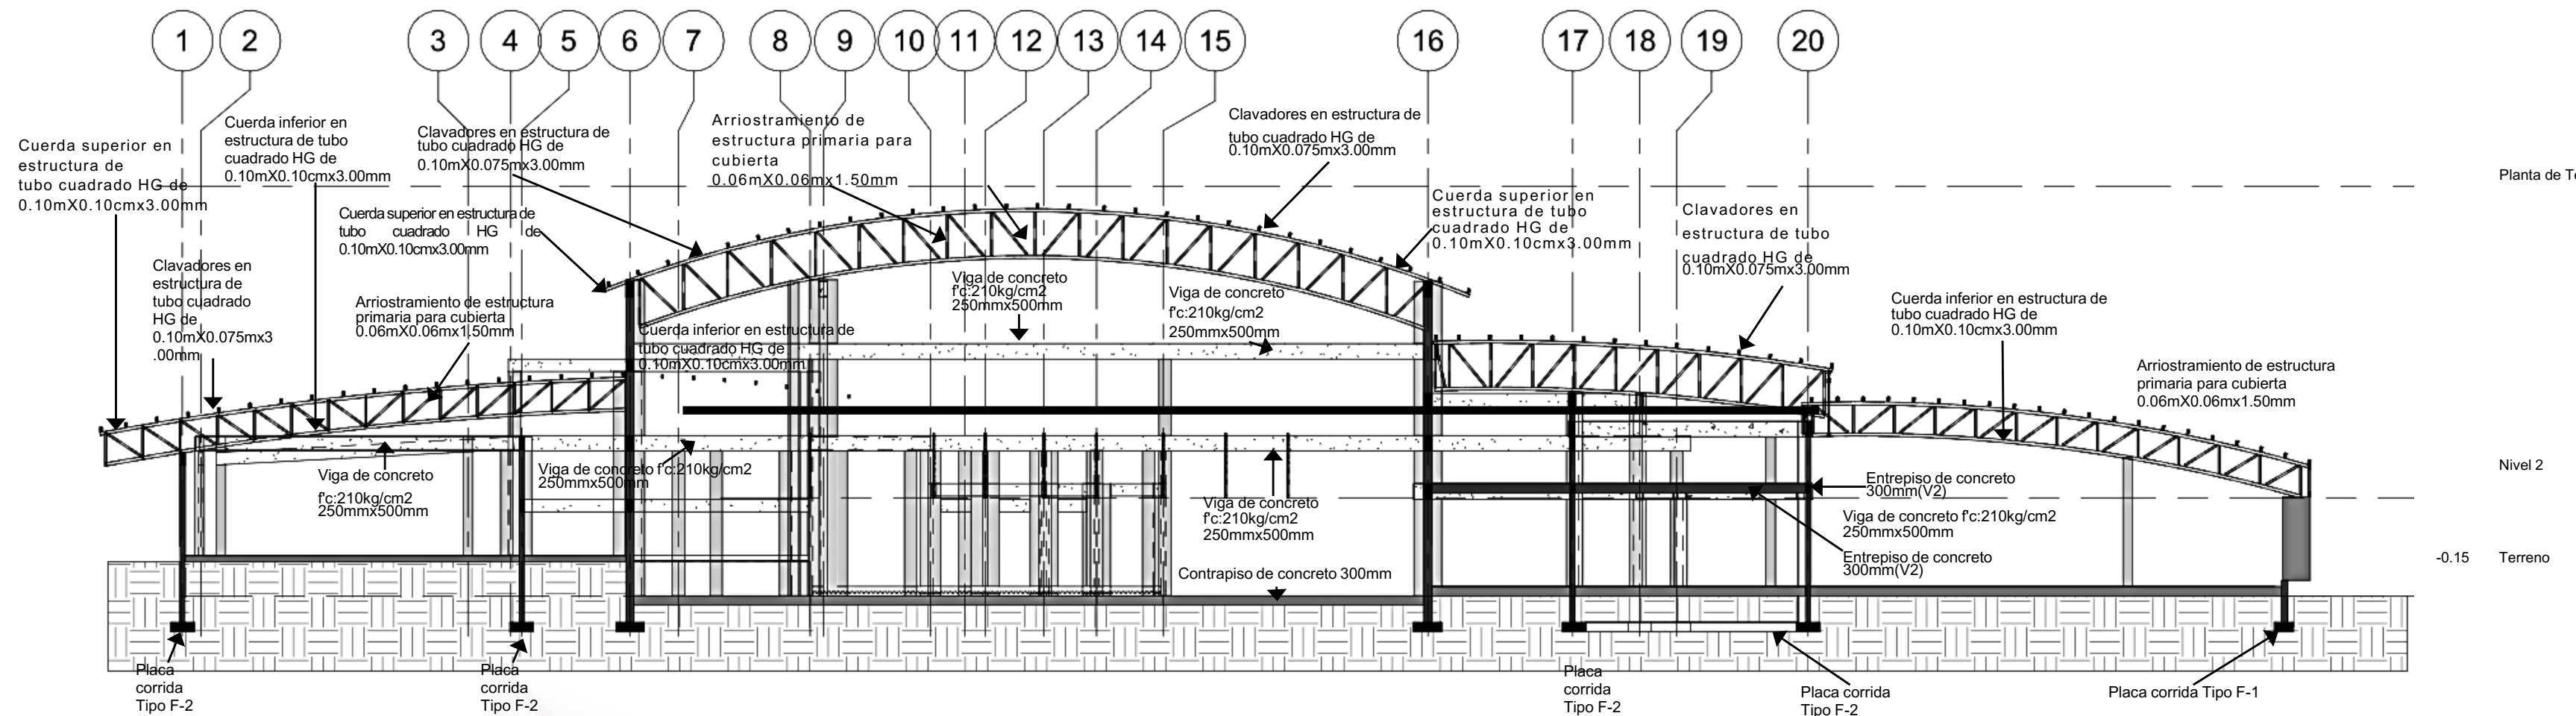 1 2 3 4 5 6 7 8 9 10 11 12 13 14 15 16 17 18 19 20
Cuerda superior en
estructura de
tubo cuadrado HG de
0.10mX0.10cmx3.00mm
Cuerda inferior en
estructura de tubo
cuadrado HG de
0.10mX0.10cmx3.00mm
Clavadores en estructura de
tubo cuadrado HG de
0.10mX0.075mx3.00mm
Arriostramiento de
estructura primaria para
cubierta
0.06mX0.06mx1.50mm
Clavadores en estructura de
tubo cuadrado HG de
0.10mX0.075mx3.00mm
Cuerda superior en
estructura de tubo
cuadrado HG de
0.10mX0.10cmx3.00mm
Clavadores en
estructura de tubo
cuadrado HG de
0.10mX0.075mx3.00mm
Planta de
Cuerda superior en estructura de
tubo cuadrado HG de
0.10mX0.10cmx3.00mm
Clavadores en
estructura de
tubo cuadrado
HG de
0.10mX0.075mx3
.00mm
Arriostramiento de estructura
primaria para cubierta
0.06mX0.06mx1.50mm
Cuerda inferior en estructura de
tubo cuadrado HG de
0.10mX0.10cmx3.00mm
Viga de concreto
f'c:210kg/cm2
250mmx500mm
Viga de concreto
f'c:210kg/cm2
250mmx500mm
Cuerda inferior en estructura de
tubo cuadrado HG de
0.10mX0.10cmx3.00mm
Arriostramiento de estructura
primaria para cubierta
0.06mX0.06mx1.50mm
Viga de concreto
f'c:210kg/cm2
250mmx500mm
Viga de concreto f'c:210kg/cm2
250mmx500mm
Viga de concreto
f'c:210kg/cm2
250mmx500mm
Entrepiso de concreto
300mm(V2)
Viga de concreto f'c:210kg/cm2
250mmx500mm
Entrepiso de concreto
300mm(V2)
Nivel 2
-0.15 Terreno
Contrapiso de concreto 300mm
Placa
corrida
Tipo F-2
Placa
corrida
Tipo F-2
Placa
corrida
Tipo F-2
Placa corrida
Tipo F-2
Placa corrida Tipo F-1